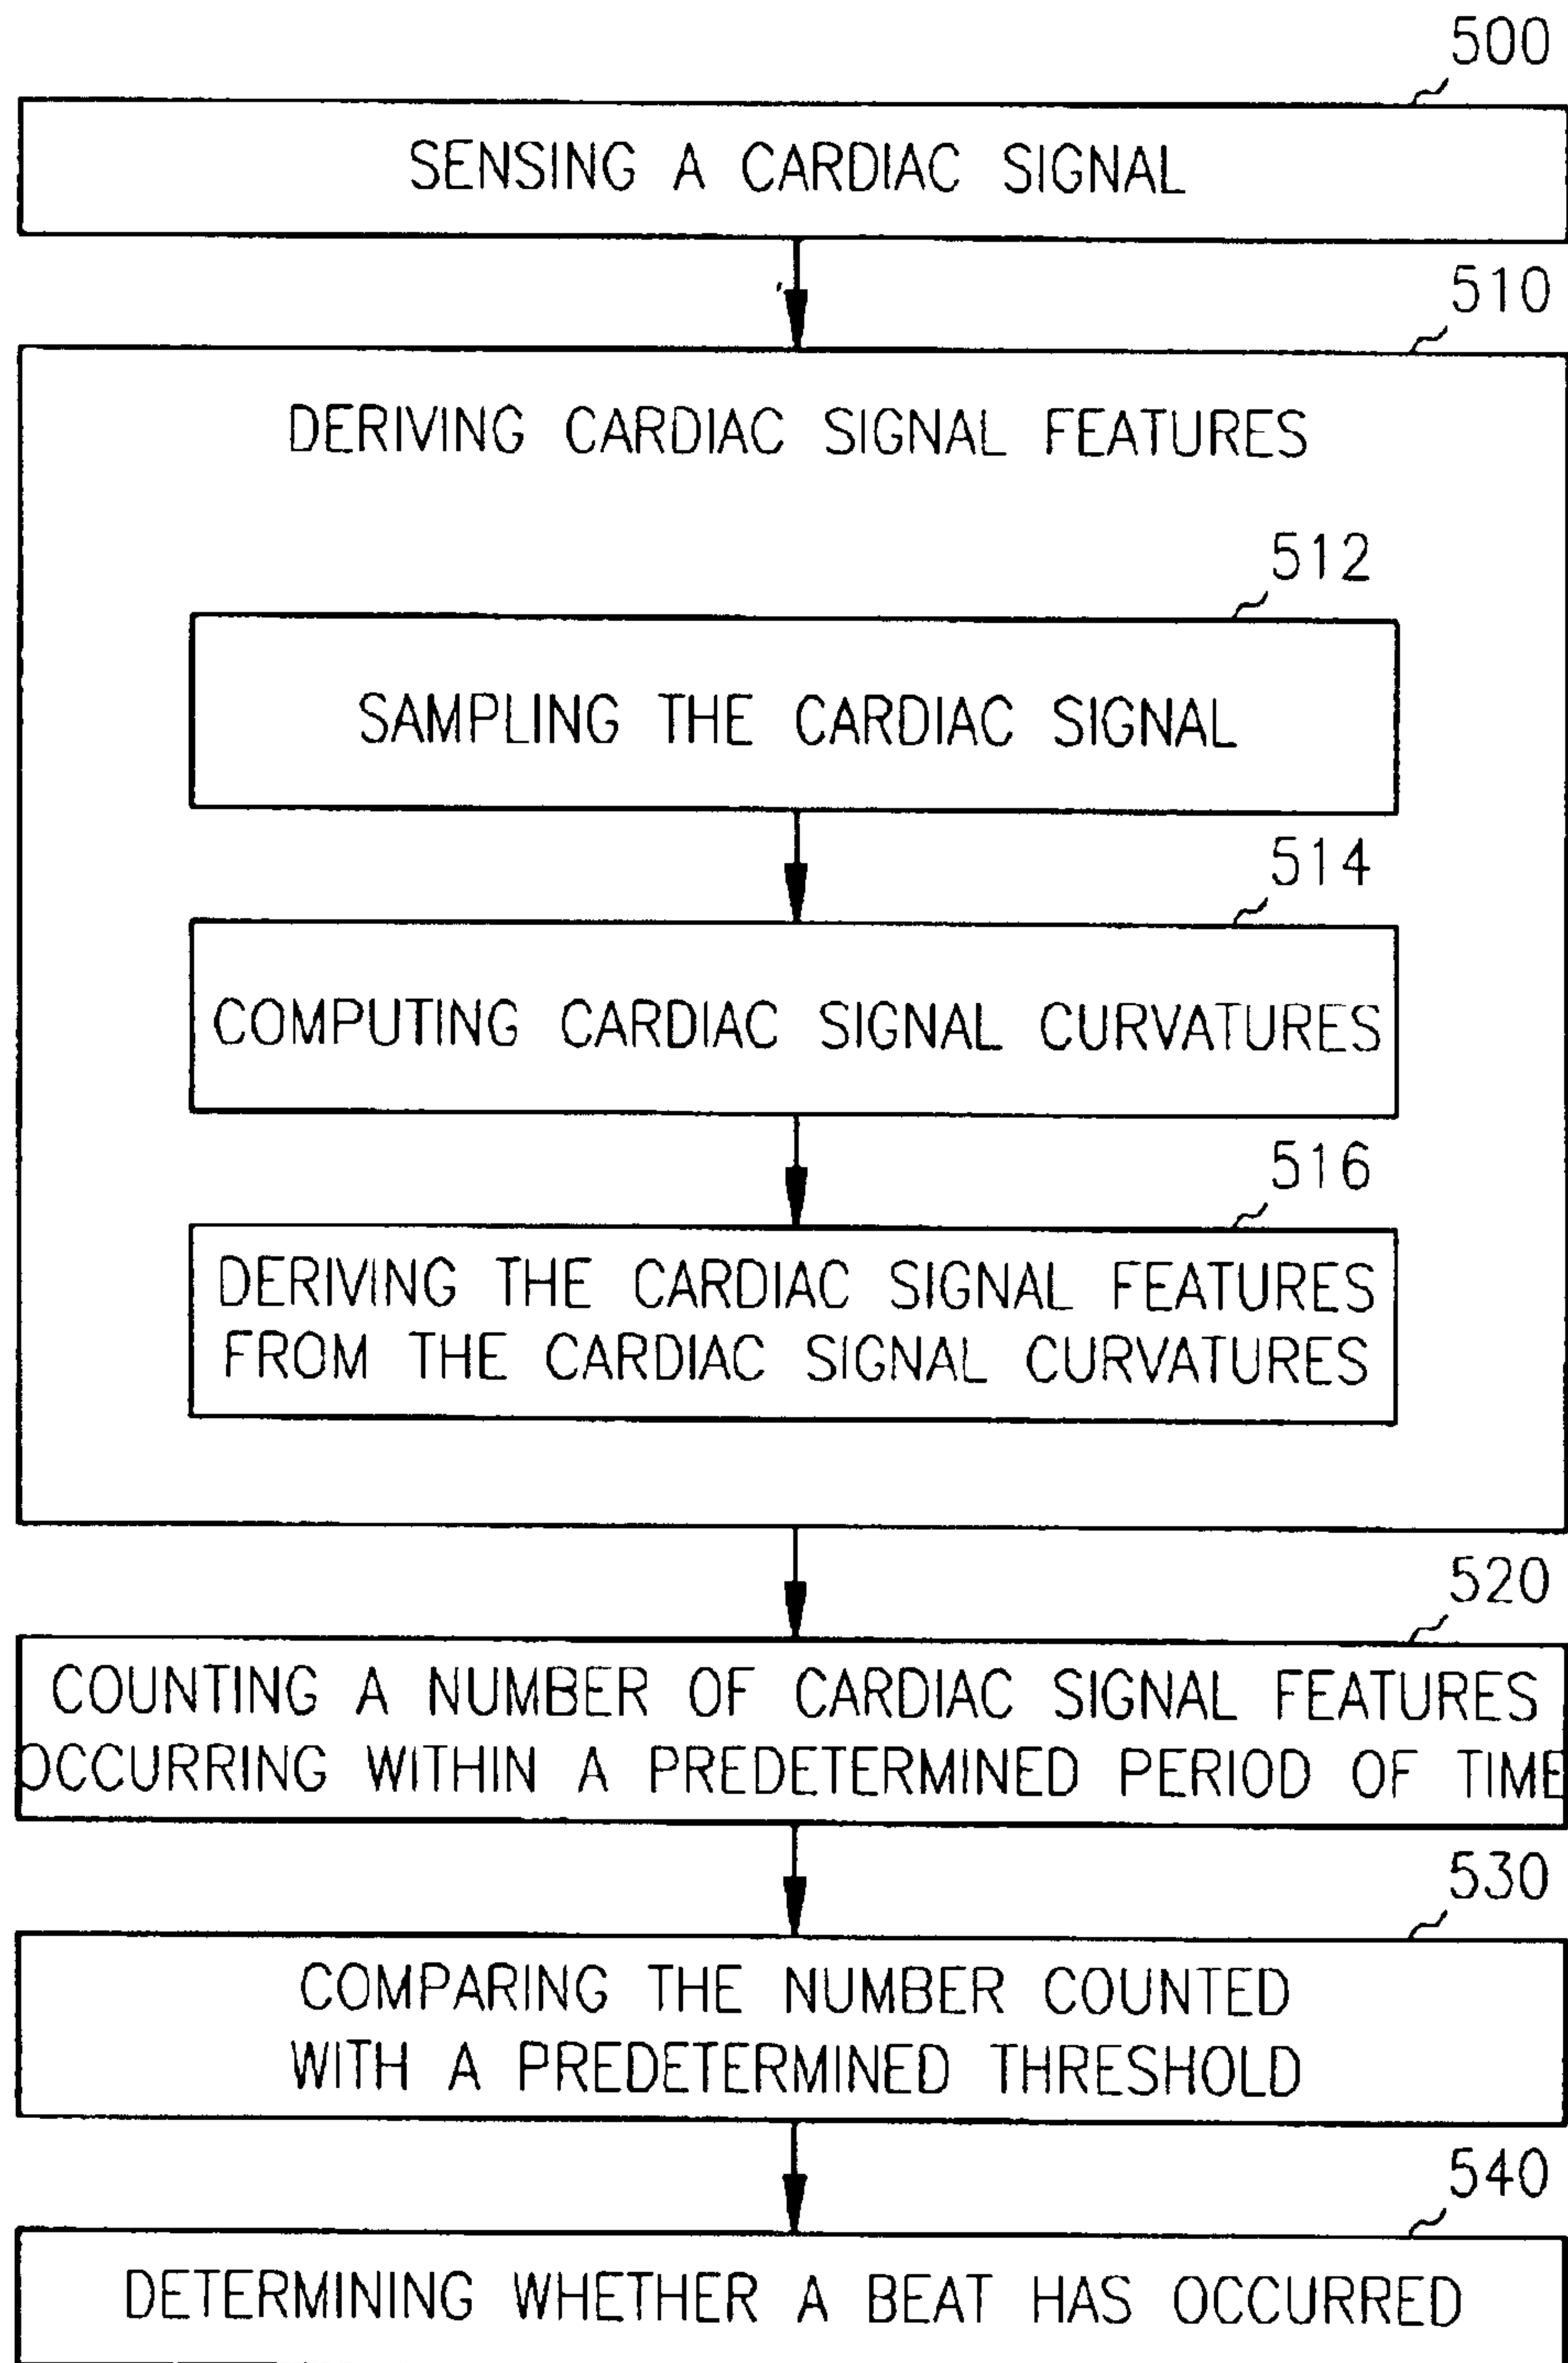 500
SENSING A CARDIAC SIGNAL
510
DERIVING CARDIAC SIGNAL FEATURES
512
SAMPLING THE CARDIAC SIGNAL
514
COMPUTING CARDIAC SIGNAL CURVATURES
516
DERIVING THE CARDIAC SIGNAL FEATURES
FROM THE CARDIAC SIGNAL CURVATURES
520
COUNTING A NUMBER OF CARDIAC SIGNAL FEATURES
OCCURRING WITHIN A PREDETERMINED PERIOD OF TIME
530
COMPARING THE NUMBER COUNTED
WITH A PREDETERMINED THRESHOLD
540
DETERMINING WHETHER A BEAT HAS OCCURRED